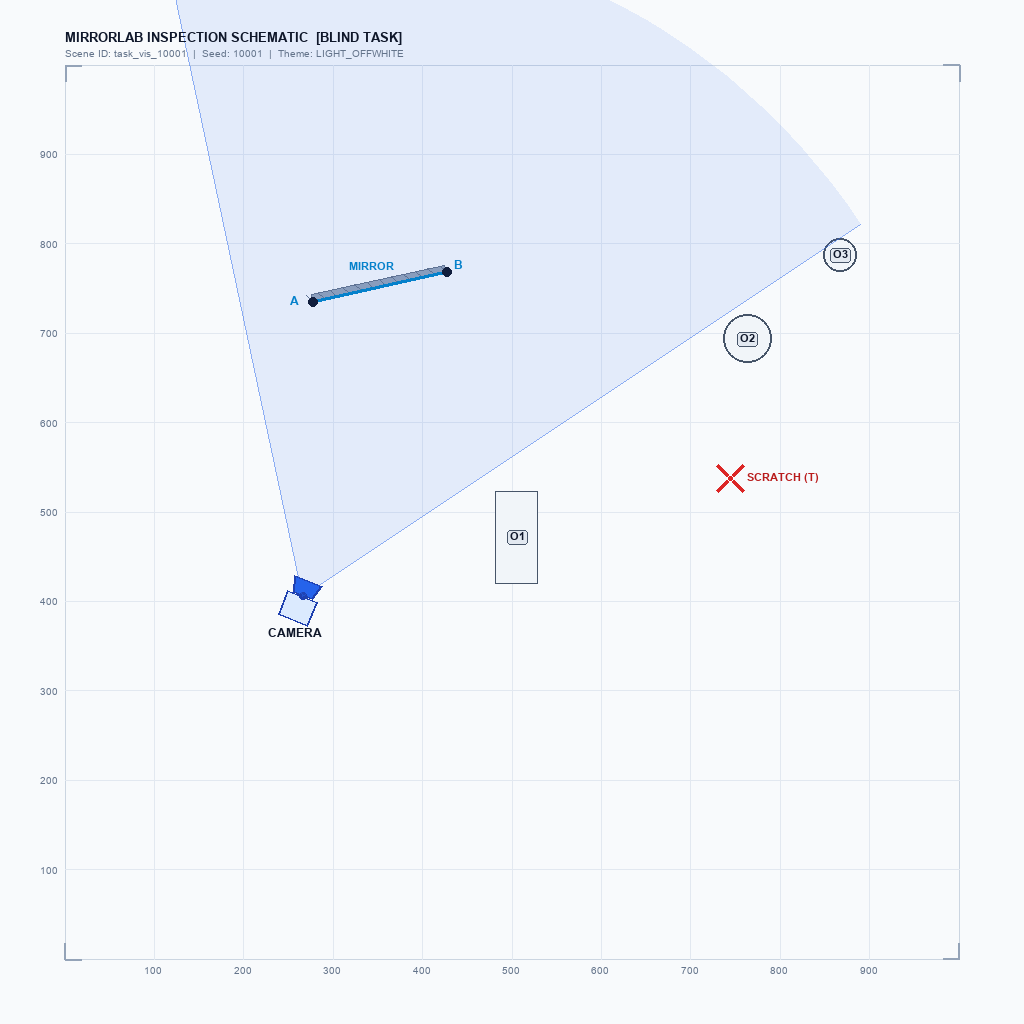 MIRRORLAB INSPECTION SCHEMATIC [BLIND TASK]
Scene ID: task_vis_10001 | Seed: 10001 | Theme: LIGHT_OFFWHITE
900
800
O3
MIRROR
B
A
700
O2
600
SCRATCH (T)
500
O1
400
CAMERA
300
200
100
100 200 300 400 500 600 700 800 900